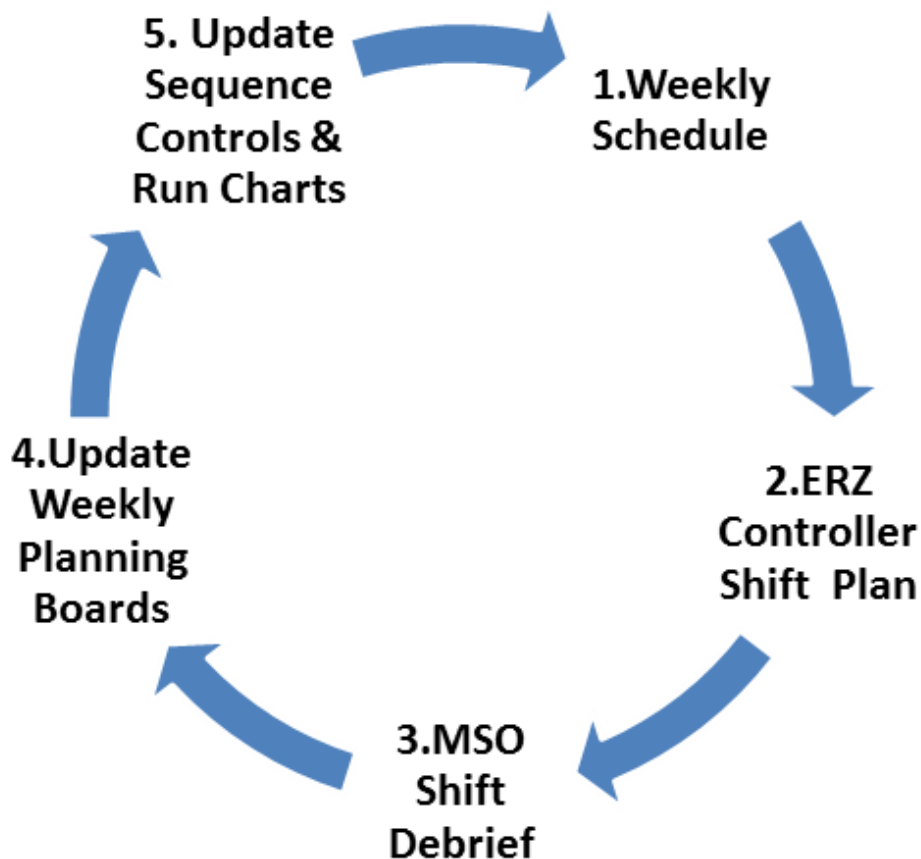 1.Weekly
Schedule
2.ERZ
Controller
Shift Plan
3.MSO
Shift
Debrief
4.Update
Weekly
Planning
Boards
5. Update
Sequence
Controls &
Run Charts